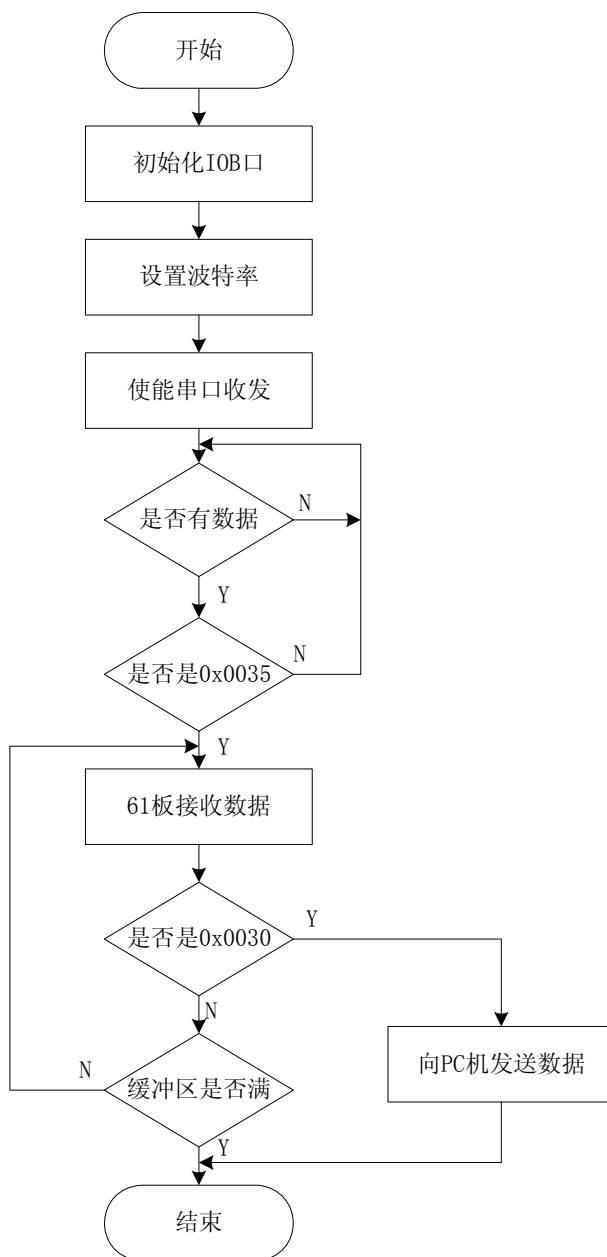 开始
初始化IOB口
设置波特率
使能串口收发
是否有数据
N
Y
是否是0x0035
N
Y
61板接收数据
是否是0x0030
Y
N
缓冲区是否满
N
向PC机发送数据
Y
结束